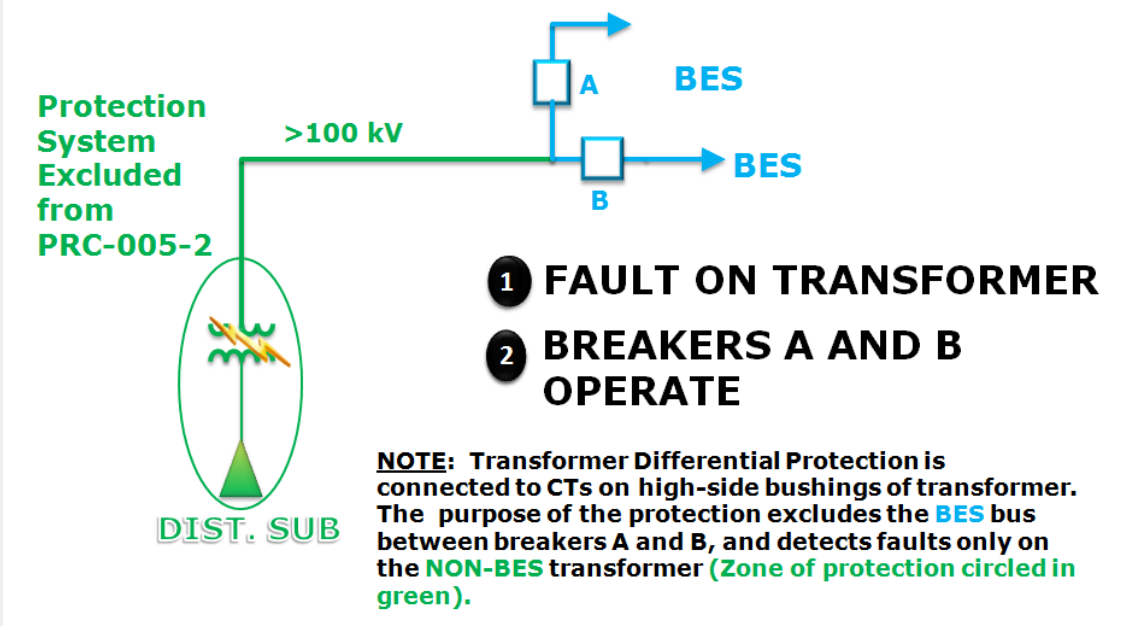 A
BES
Protection
System
Excluded
from
PRC-005-2
>100 kV
BES
B
1 FAULT ON TRANSFORMER
2 BREAKERS A AND B
OPERATE
NOTE: Transformer Differential Protection is
connected to CTs on high-side bushings of transformer.
The purpose of the protection excludes the BES bus
between breakers A and B, and detects faults only on
the NON-BES transformer (Zone of protection circled in
green).
DIST. SUB